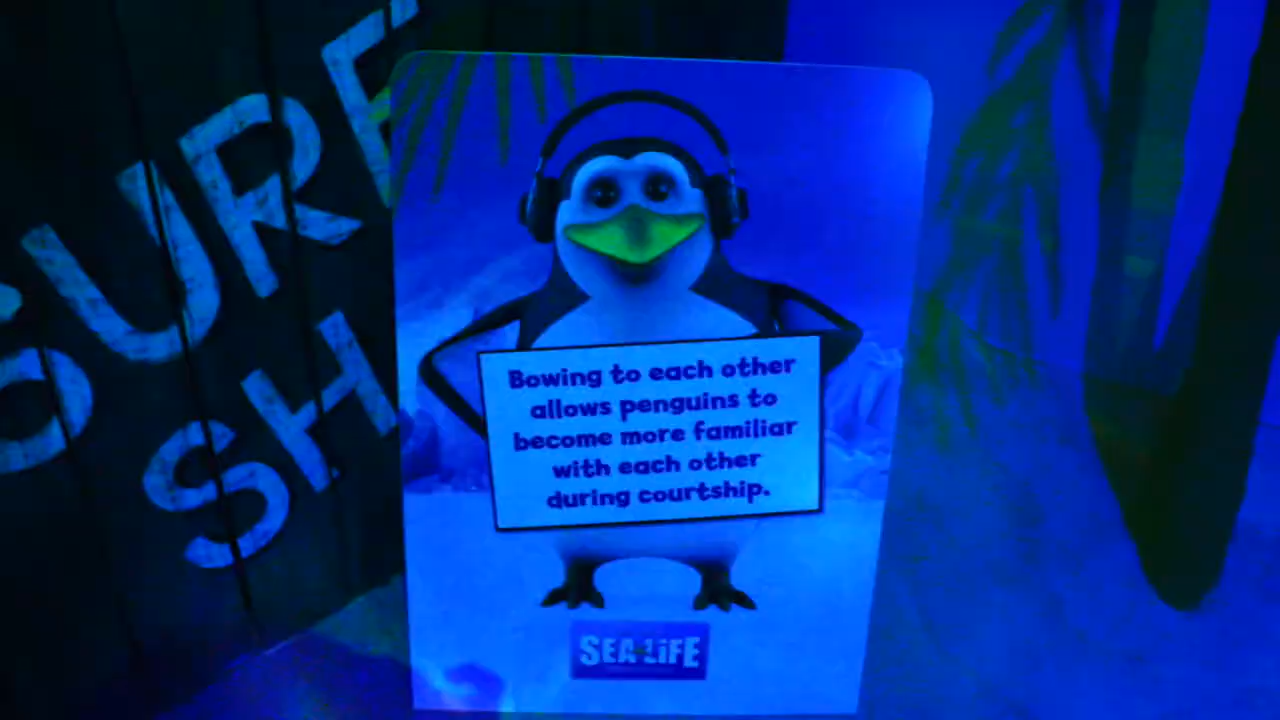 SURF
SH
Bowing to each other
allows penguins to
become more familiar
with each other
during courtship.
SEA LiFE